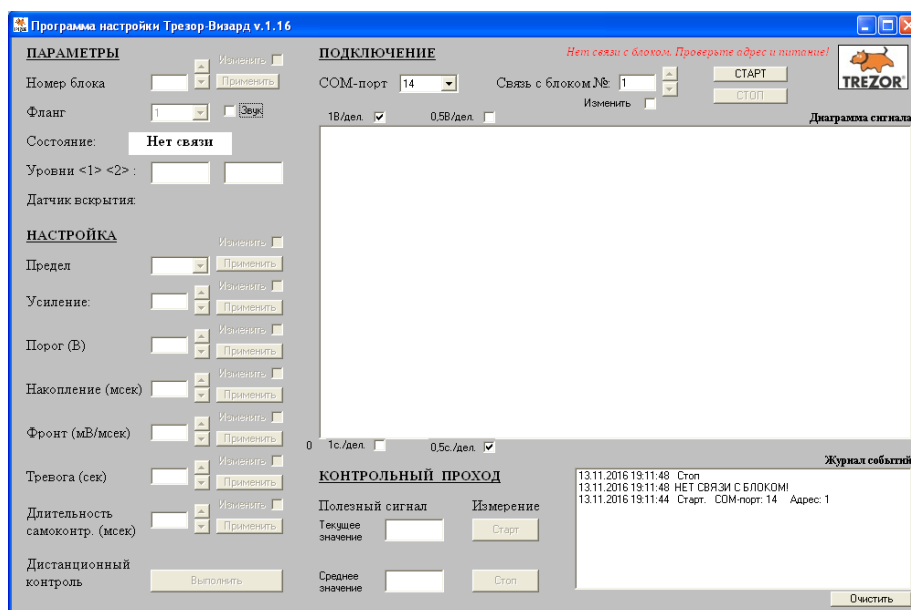 Программа настройки Трезор-Визард v.1.16
ПАРАМЕТРЫ
Изменить
Номер блока
Применить
Фланг
1
Звук
Состояние:
Нет связи
Уровни <1> <2> :
Датчик вскрытия:
НАСТРОЙКА
Изменить
Предел
Применить
Изменить
Усиление:
Применить
Изменить
Порог (В)
Применить
Изменить
Накопление (мсек)
Применить
Изменить
Фронт (мВ/мсек)
Применить
Изменить
Тревога (сек)
Применить
Изменить
Длительность
самоконтр. (мсек)
Применить
Дистанционный
контроль
Выполнить
ПОДКЛЮЧЕНИЕ
Нет связи с блоком. Проверьте адрес и питание!
COM-порт
14
Связь с блоком №:
1
Изменить
СТАРТ
СТОП
TREZOR®
1В/дел.
0,5В/дел.
Диаграмма сигнала
0
1с./дел.
0,5с./дел.
КОНТРОЛЬНЫЙ ПРОХОД
Полезный сигнал
Измерение
Текущее
значение
Старт
Среднее
значение
Стоп
Журнал событий
13.11.2016 19:11:48 Стоп
13.11.2016 19:11:48 НЕТ СВЯЗИ С БЛОКОМ!
13.11.2016 19:11:44 Старт. COM-порт: 14 Адрес: 1
Очистить